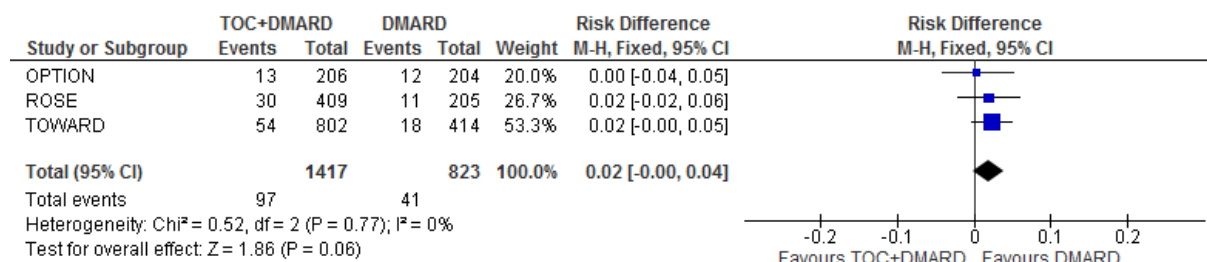 TOC+DMARD DMARD Risk Difference Risk Difference
Study or Subgroup Events Total Events Total Weight M-H, Fixed, 95% CI M-H, Fixed, 95% CI
OPTION 13 206 12 204 20.0% 0.00 [-0.04, 0.05]
ROSE 30 409 11 205 26.7% 0.02 [-0.02, 0.06]
TOWARD 54 802 18 414 53.3% 0.02 [-0.00, 0.05]
Total (95% CI) 1417 823 100.0% 0.02 [-0.00, 0.04]
Total events 97 41
Heterogeneity: Chi² = 0.52, df = 2 (P = 0.77); I² = 0%
Test for overall effect: Z = 1.86 (P = 0.06)
-0.2 -0.1 0 0.1 0.2
Favours TOC+DMARD Favours DMARD